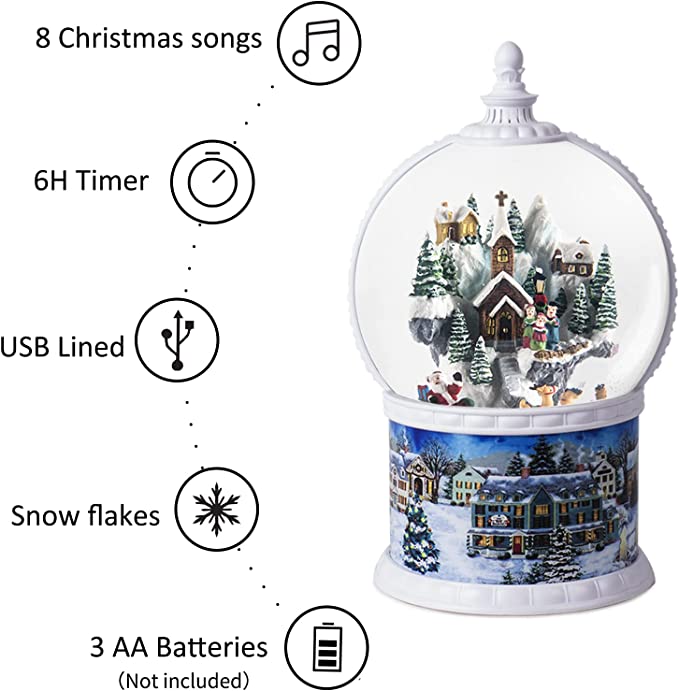 8 Christmas songs
6H Timer
USB Lined
Snow flakes
3 AA Batteries
(Not included)